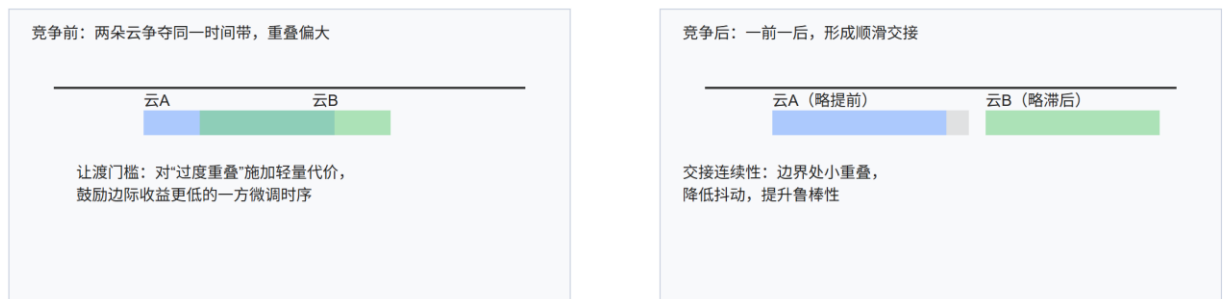 竞争前：两朵云争夺同一时间带，重叠偏大
云A
云B
让渡门槛：对“过度重叠”施加轻量代价，
鼓励边际收益更低的一方微调时序
竞争后：一前一后，形成顺滑交接
云A（略提前）
云B（略滞后）
交接连续性：边界处小重叠，
降低抖动，提升鲁棒性